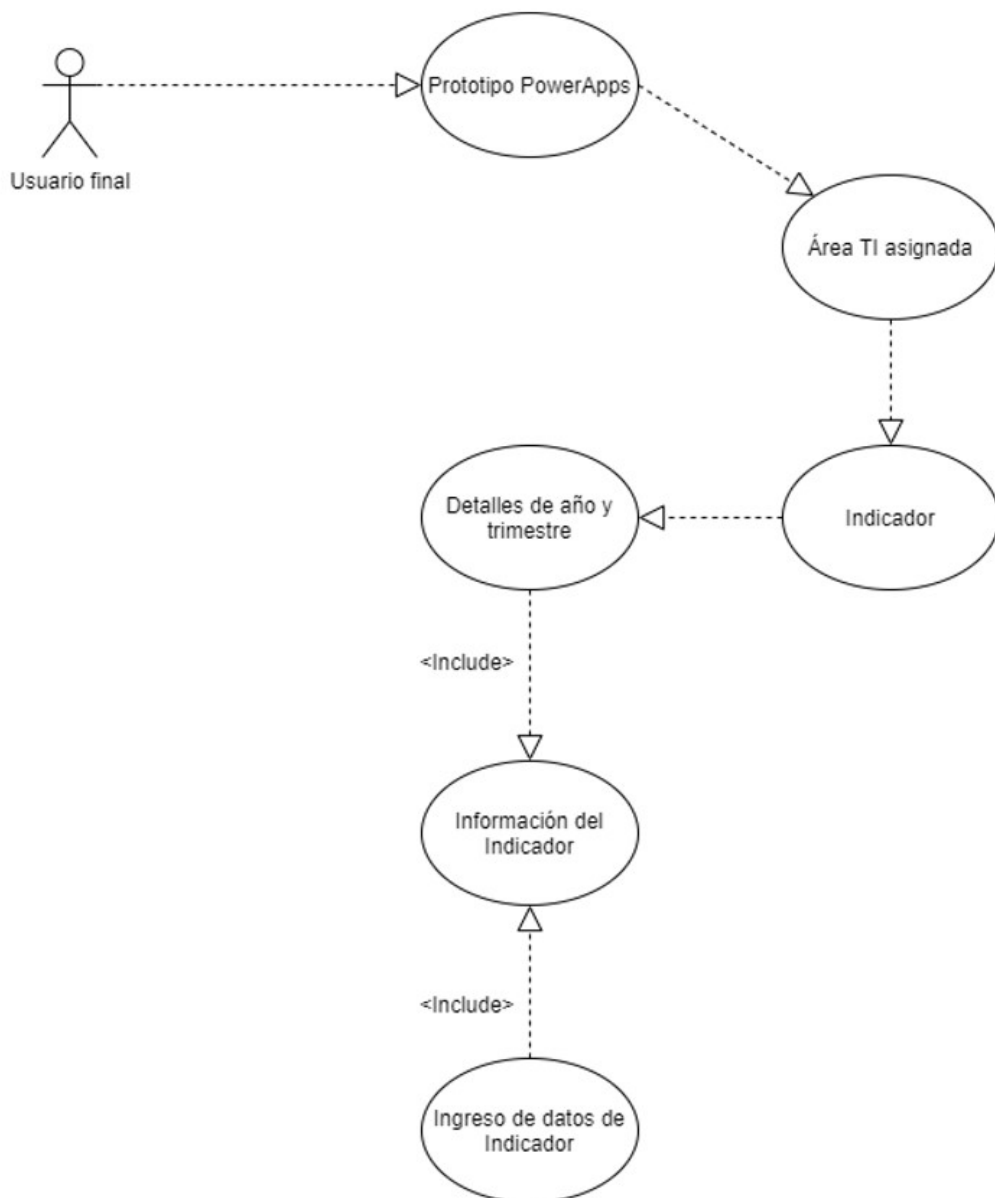 Prototipo PowerApps
Usuario final
Área TI asignada
Detalles de año y
trimestre
Indicador
<Include>
Información del
Indicador
<Include>
Ingreso de datos de
Indicador